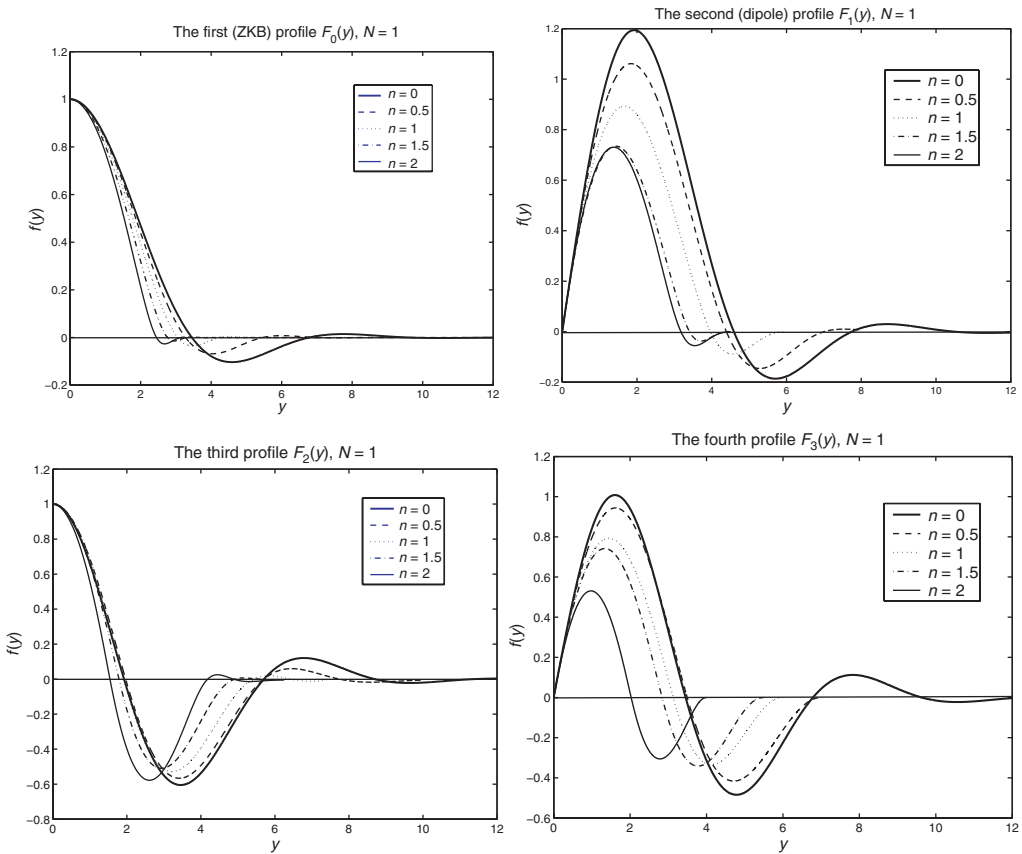 The first (ZKB) profile F₀(y), N = 1
1.2
1
0.8
0.6
0.4
0.2
0
−0.2
f(y)
n = 0
n = 0.5
n = 1
n = 1.5
n = 2
0 2 4 6 8 10 12
y
The second (dipole) profile F₁(y), N = 1
1.2
1
0.8
0.6
0.4
0.2
0
−0.2
f(y)
n = 0
n = 0.5
n = 1
n = 1.5
n = 2
0 2 4 6 8 10 12
y
The third profile F₂(y), N = 1
1.2
1
0.8
0.6
0.4
0.2
0
−0.2
−0.4
−0.6
−0.8
f(y)
n = 0
n = 0.5
n = 1
n = 1.5
n = 2
0 2 4 6 8 10 12
y
The fourth profile F₃(y), N = 1
1.2
1
0.8
0.6
0.4
0.2
0
−0.2
−0.4
−0.6
f(y)
n = 0
n = 0.5
n = 1
n = 1.5
n = 2
0 2 4 6 8 10 12
y